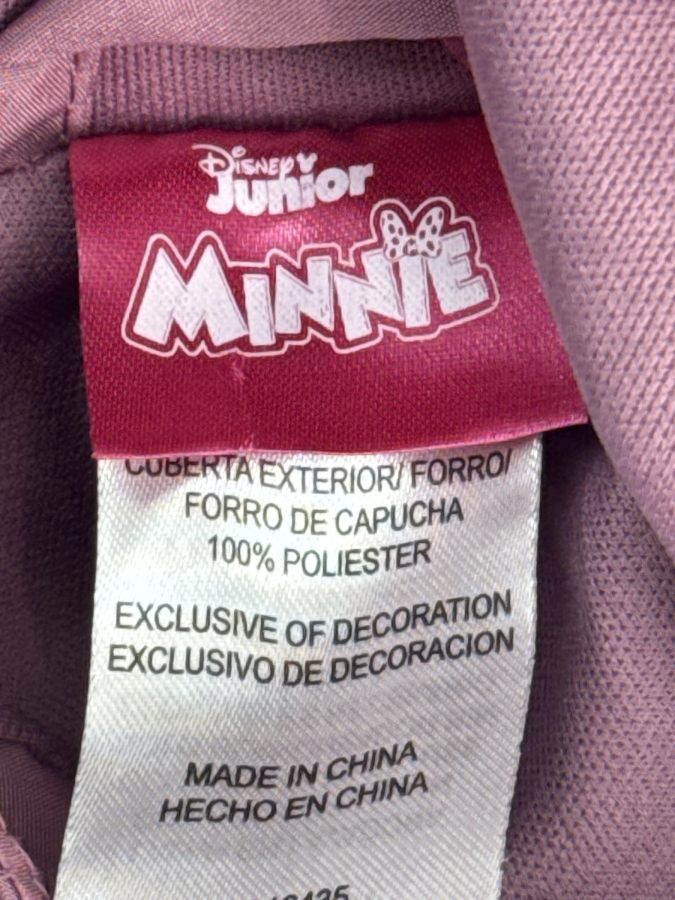 Disney
Junior
MINNIE
CUBERTA EXTERIOR/ FORRO/
FORRO DE CAPUCHA
100% POLIESTER
EXCLUSIVE OF DECORATION
EXCLUSIVO DE DECORACION
MADE IN CHINA
HECHO EN CHINA